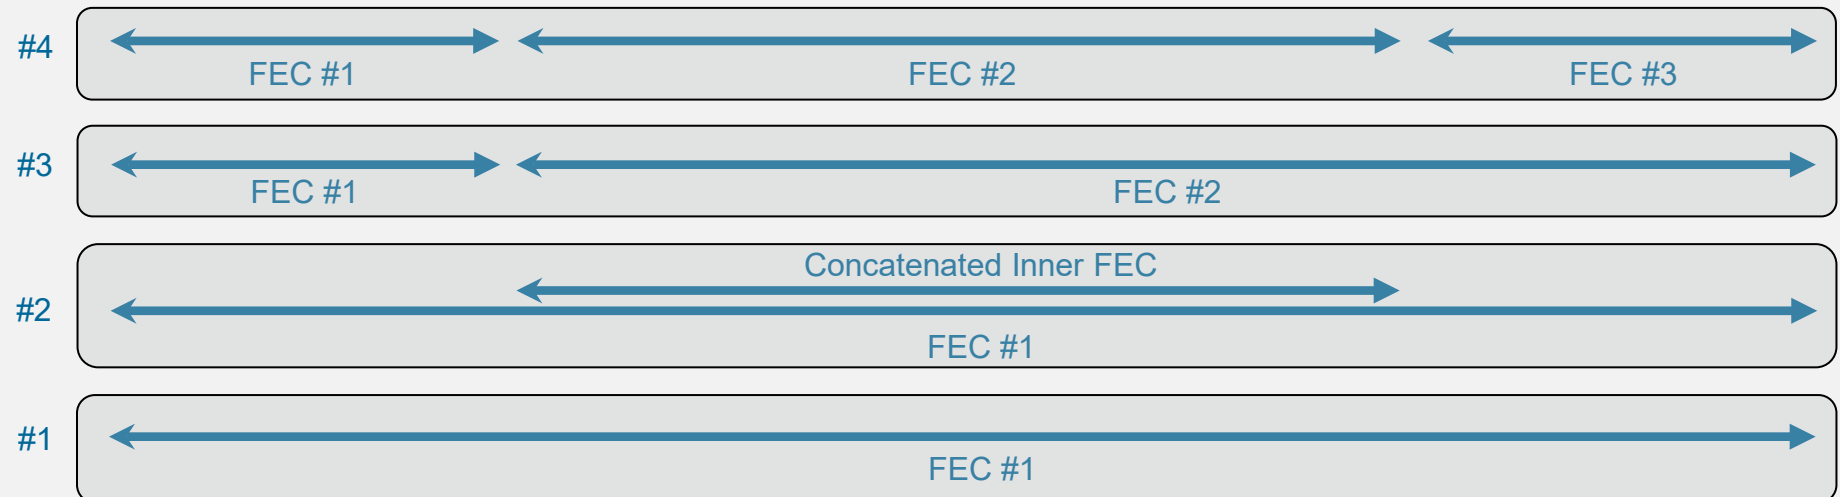 #4
FEC #1
FEC #2
FEC #3
#3
FEC #1
FEC #2
#2
Concatenated Inner FEC
FEC #1
#1
FEC #1